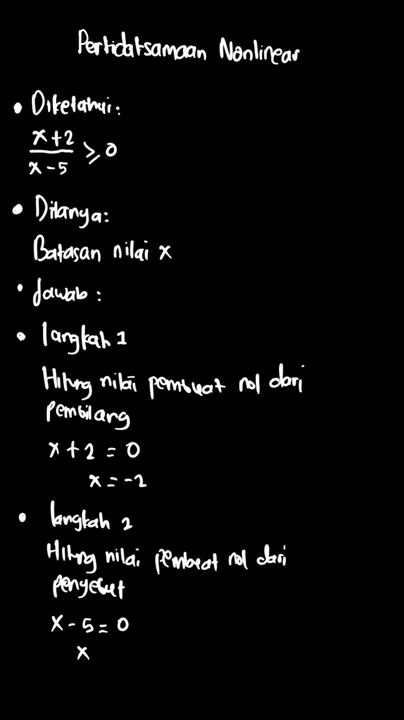 Pertidaksamaan Nonlinear
• Diketahui:
x+2
x-5 ≥ 0
• Ditanya:
Batasan nilai x
• Jawab:
• langkah 1
Hitung nilai pembuat nol dari
pembilang
x + 2 = 0
x = -2
• langkah 2
Hitung nilai pembuat nol dari
penyebut
x - 5 = 0
x